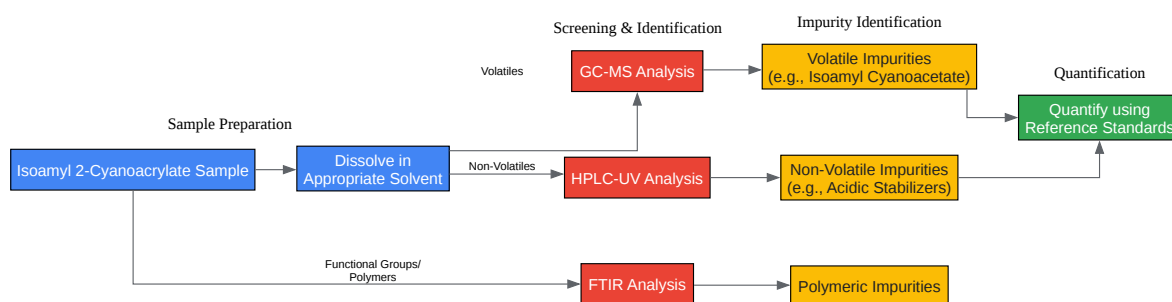 Screening & Identification
Impurity Identification
Volatiles
GC-MS Analysis
Volatile Impurities
(e.g., Isoamyl Cyanoacetate)
Quantification
Quantify using
Reference Standards
Sample Preparation
Isoamyl 2-Cyanoacrylate Sample
Dissolve in
Appropriate Solvent
Non-Volatiles
HPLC-UV Analysis
Non-Volatile Impurities
(e.g., Acidic Stabilizers)
Functional Groups/
Polymers
FTIR Analysis
Polymeric Impurities